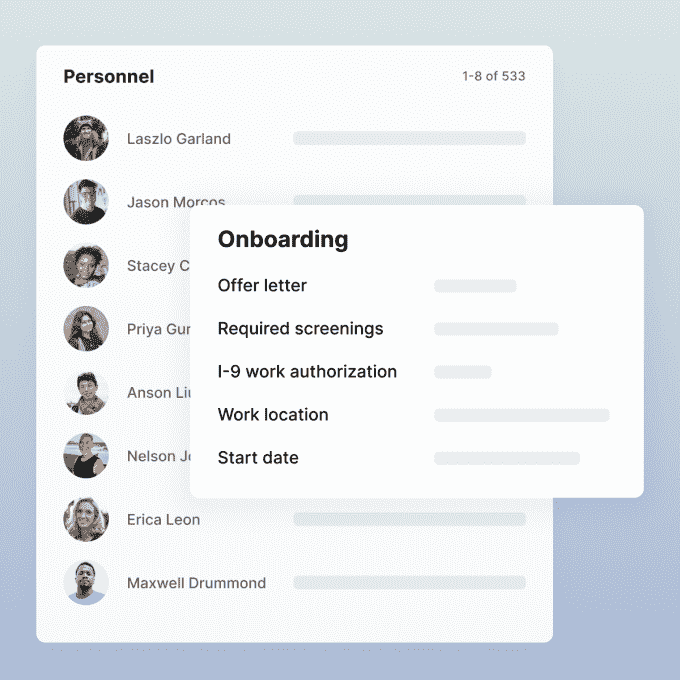 Personnel
1-8 of 533
Laszlo Garland
Jason Morcos
Stacey C
Priya Gur
Anson Liu
Nelson Jo
Erica Leon
Maxwell Drummond
Onboarding
Offer letter
Required screenings
I-9 work authorization
Work location
Start date